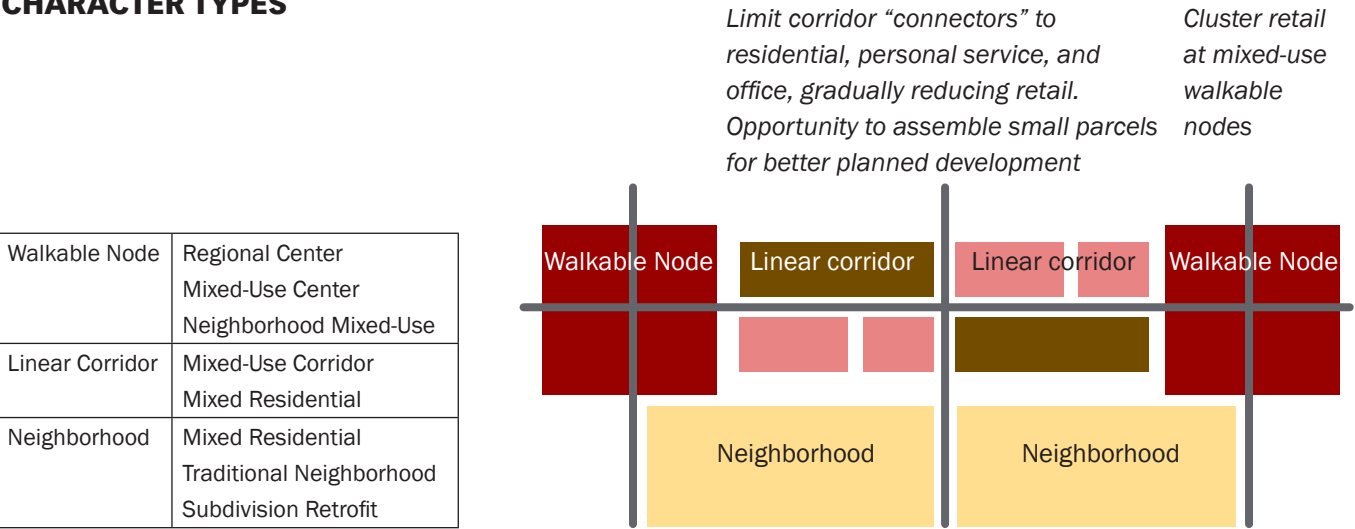 CHARACTER TYPES
Limit corridor “connectors” to
residential, personal service, and
office, gradually reducing retail.
Opportunity to assemble small parcels
for better planned development
Cluster retail
at mixed-use
walkable
nodes
Walkable Node
Regional Center
Mixed-Use Center
Neighborhood Mixed-Use
Linear Corridor
Mixed-Use Corridor
Mixed Residential
Neighborhood
Mixed Residential
Traditional Neighborhood
Subdivision Retrofit
Walkable Node
Linear corridor
Linear corridor
Walkable Node
Neighborhood
Neighborhood